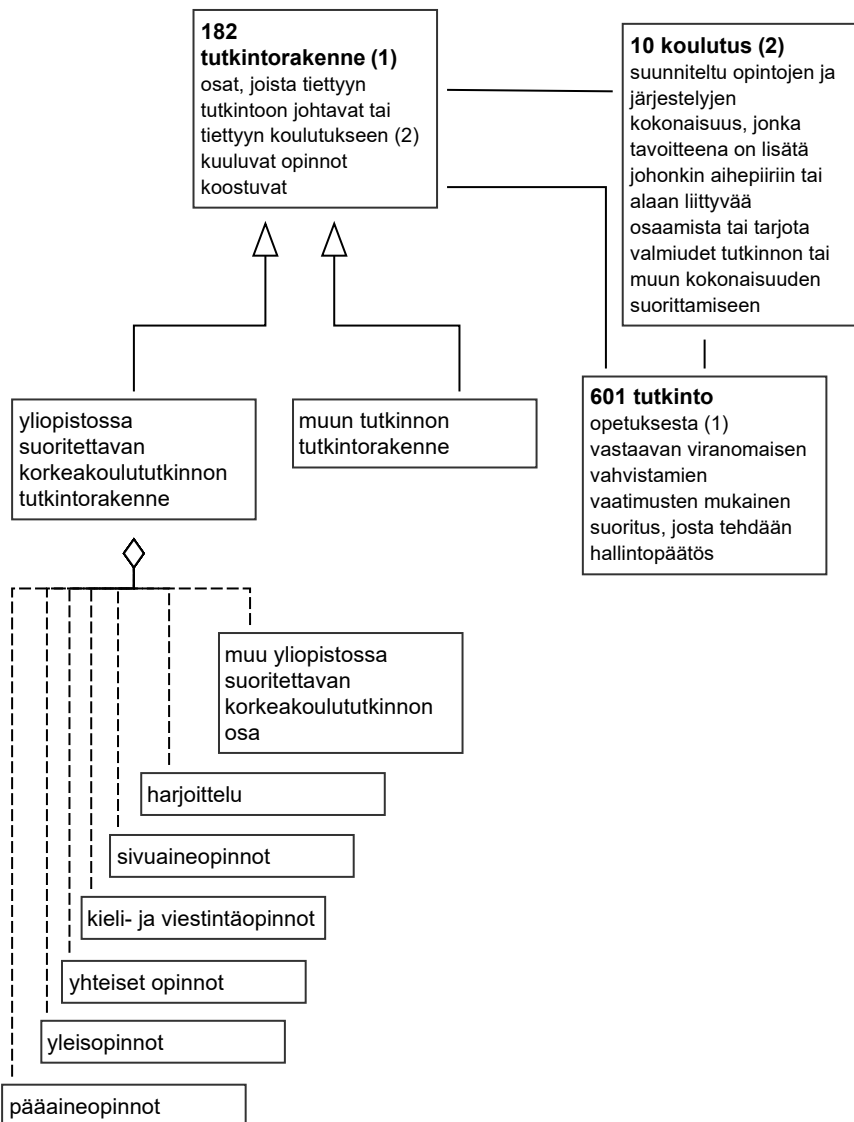 182
tutkintorakenne (1)
osat, joista tiettyyn
tutkintoon johtavat tai
tiettyyn koulutukseen (2)
kuuluvat opinnot
koostuvat
10 koulutus (2)
suunniteltu opintojen ja
järjestelyjen
kokonaisuus, jonka
tavoitteena on lisätä
johonkin aihepiiriin tai
alaan liittyvää
osaamista tai tarjota
valmiudet tutkinnon tai
muun kokonaisuuden
suorittamiseen
yliopistossa
suoritettavan
korkeakoulututkinnon
tutkintorakenne
muun tutkinnon
tutkintorakenne
601 tutkinto
opetuksesta (1)
vastaavan viranomaisen
vahvistamien
vaatimusten mukainen
suoritus, josta tehdään
hallintopäätös
muu yliopistossa
suoritettavan
korkeakoulututkinnon
osa
harjoittelu
sivuaineopinnot
kieli- ja viestintäopinnot
yhteiset opinnot
yleisopinnot
pääaineopinnot